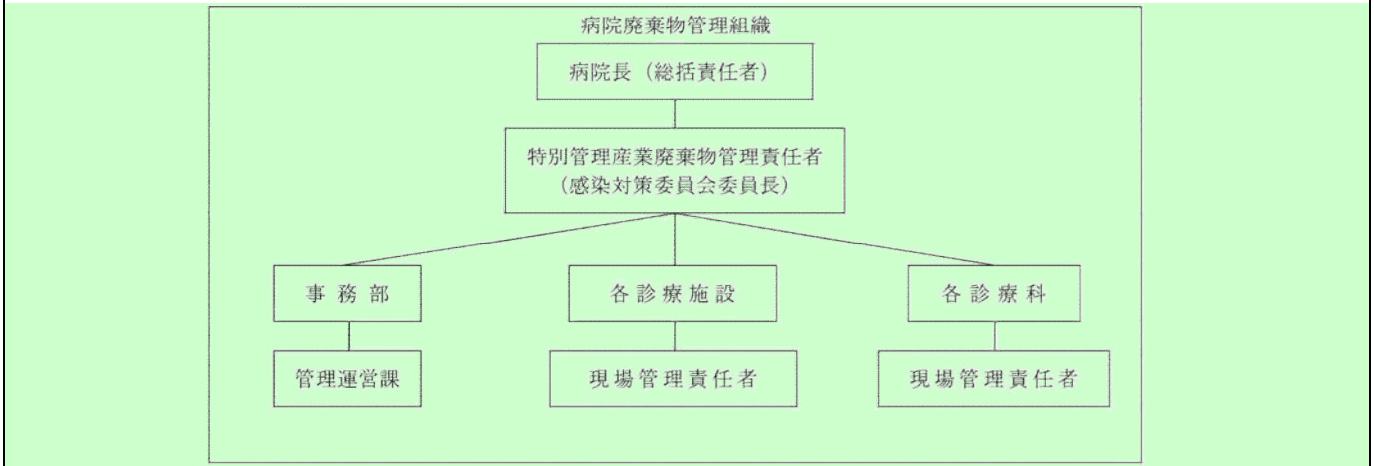 病院廃棄物管理組織
病院長（総括責任者）
特別管理産業廃棄物管理責任者
（感染対策委員会委員長）
事務部
各診療施設
各診療科
管理運営課
現場管理責任者
現場管理責任者